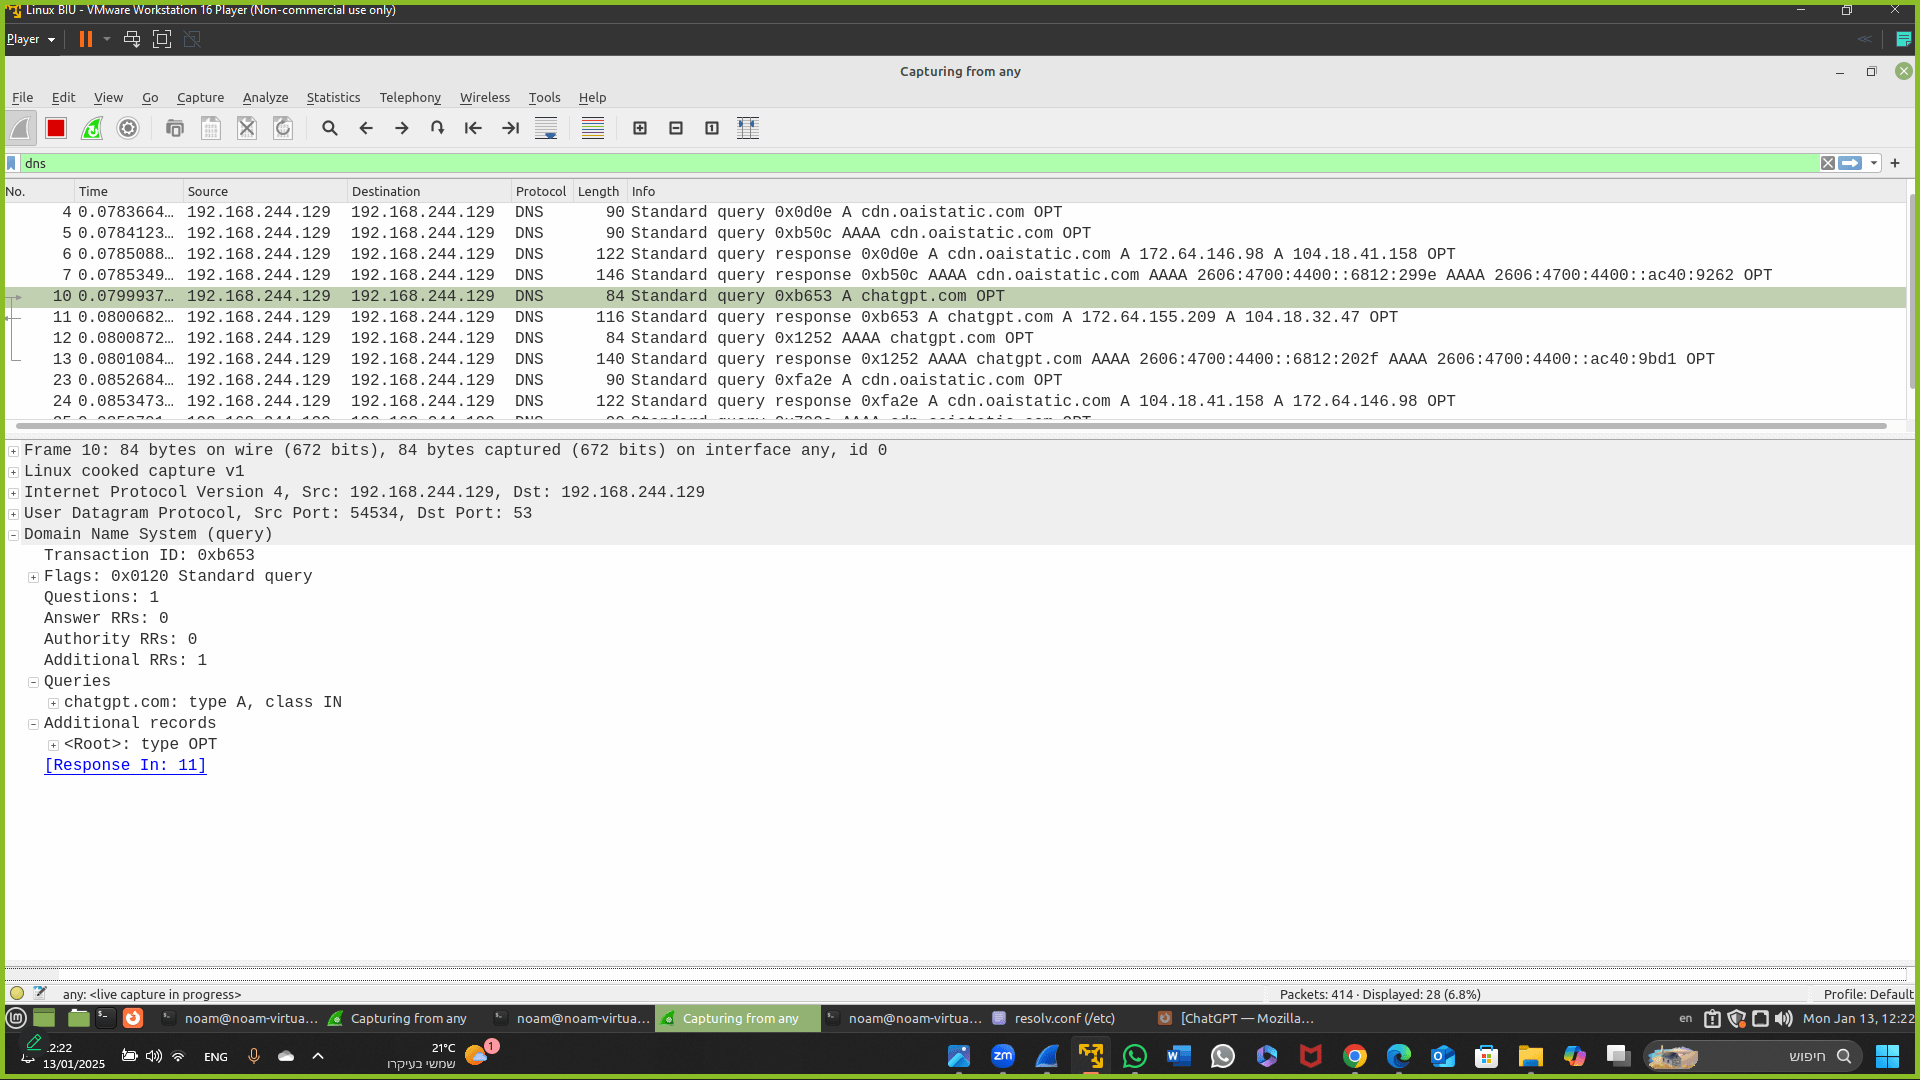 Linux BIU - VMware Workstation 16 Player (Non-commercial use only)
Player
Capturing from any
File Edit View Go Capture Analyze Statistics Telephony Wireless Tools Help
dns
No. Time Source Destination Protocol Length Info
4 0.0783664… 192.168.244.129 192.168.244.129 DNS 90 Standard query 0x0d0e A cdn.oaistatic.com OPT
5 0.0784123… 192.168.244.129 192.168.244.129 DNS 90 Standard query 0xb50c AAAA cdn.oaistatic.com OPT
6 0.0785088… 192.168.244.129 192.168.244.129 DNS 122 Standard query response 0x0d0e A cdn.oaistatic.com A 172.64.146.98 A 104.18.41.158 OPT
7 0.0785349… 192.168.244.129 192.168.244.129 DNS 146 Standard query response 0xb50c AAAA cdn.oaistatic.com AAAA 2606:4700:4400::6812:299e AAAA 2606:4700:4400::ac40:9262 OPT
10 0.0799937… 192.168.244.129 192.168.244.129 DNS 84 Standard query 0xb653 A chatgpt.com OPT
11 0.0800682… 192.168.244.129 192.168.244.129 DNS 116 Standard query response 0xb653 A chatgpt.com A 172.64.155.209 A 104.18.32.47 OPT
12 0.0800872… 192.168.244.129 192.168.244.129 DNS 84 Standard query 0x1252 AAAA chatgpt.com OPT
13 0.0801084… 192.168.244.129 192.168.244.129 DNS 140 Standard query response 0x1252 AAAA chatgpt.com AAAA 2606:4700:4400::6812:202f AAAA 2606:4700:4400::ac40:9bd1 OPT
23 0.0852684… 192.168.244.129 192.168.244.129 DNS 90 Standard query 0xfa2e A cdn.oaistatic.com OPT
24 0.0853473… 192.168.244.129 192.168.244.129 DNS 122 Standard query response 0xfa2e A cdn.oaistatic.com A 104.18.41.158 A 172.64.146.98 OPT
Frame 10: 84 bytes on wire (672 bits), 84 bytes captured (672 bits) on interface any, id 0
Linux cooked capture v1
Internet Protocol Version 4, Src: 192.168.244.129, Dst: 192.168.244.129
User Datagram Protocol, Src Port: 54534, Dst Port: 53
Domain Name System (query)
Transaction ID: 0xb653
Flags: 0x0120 Standard query
Questions: 1
Answer RRs: 0
Authority RRs: 0
Additional RRs: 1
Queries
chatgpt.com: type A, class IN
Additional records
<Root>: type OPT
[Response In: 11]
any: <live capture in progress> Packets: 414 · Displayed: 28 (6.8%) Profile: Default
noam@noam-virtua… Capturing from any noam@noam-virtua… Capturing from any noam@noam-virtua… resolv.conf (/etc) [ChatGPT — Mozilla… en Mon Jan 13, 12:22
2:22
13/01/2025
ENG
21°C
שמשי בעיקרו
1
zm
חיפוש